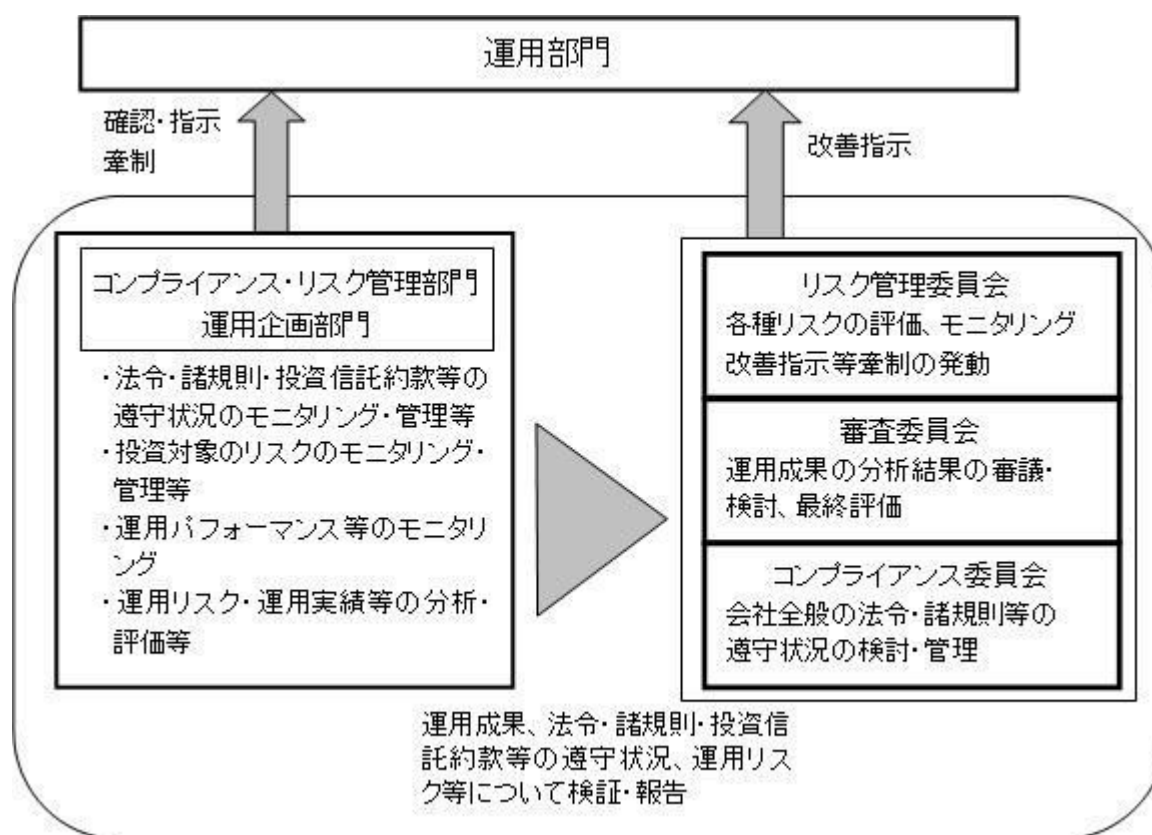 運用部門
確認・指示
牽制
改善指示
コンプライアンス・リスク管理部門
運用企画部門
・法令・諸規則・投資信託約款等の
遵守状況のモニタリング・管理等
・投資対象のリスクのモニタリング・
管理等
・運用パフォーマンス等のモニタリ
ング
・運用リスク・運用実績等の分析・
評価等
リスク管理委員会
各種リスクの評価、モニタリング
改善指示等牽制の発動
審査委員会
運用成果の分析結果の審議・
検討、最終評価
コンプライアンス委員会
会社全般の法令・諸規則等の
遵守状況の検討・管理
運用成果、法令・諸規則・投資信
託約款等の遵守状況、運用リス
ク等について検証・報告